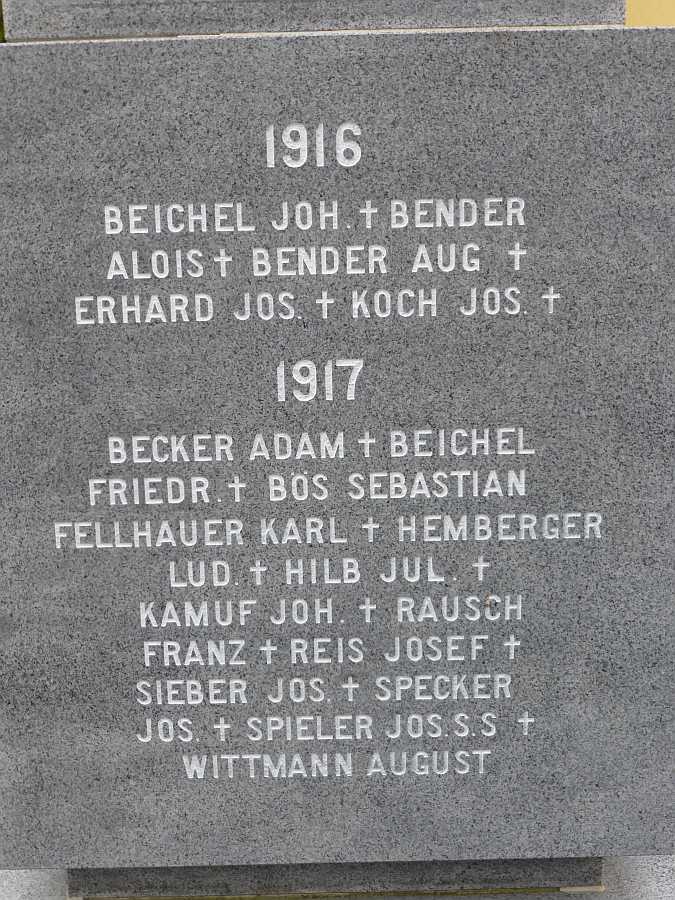 1916
BEICHEL JOH. † BENDER
ALOIS † BENDER AUG †
ERHARD JOS. † KOCH JOS. †
1917
BECKER ADAM † BEICHEL
FRIEDR. † BÖS SEBASTIAN
FELLHAUER KARL † HEMBERGER
LUD. † HILB JUL. †
KAMUF JOH. † RAUSCH
FRANZ † REIS JOSEF †
SIEBER JOS. † SPECKER
JOS. † SPIELER JOS.S.S †
WITTMANN AUGUST